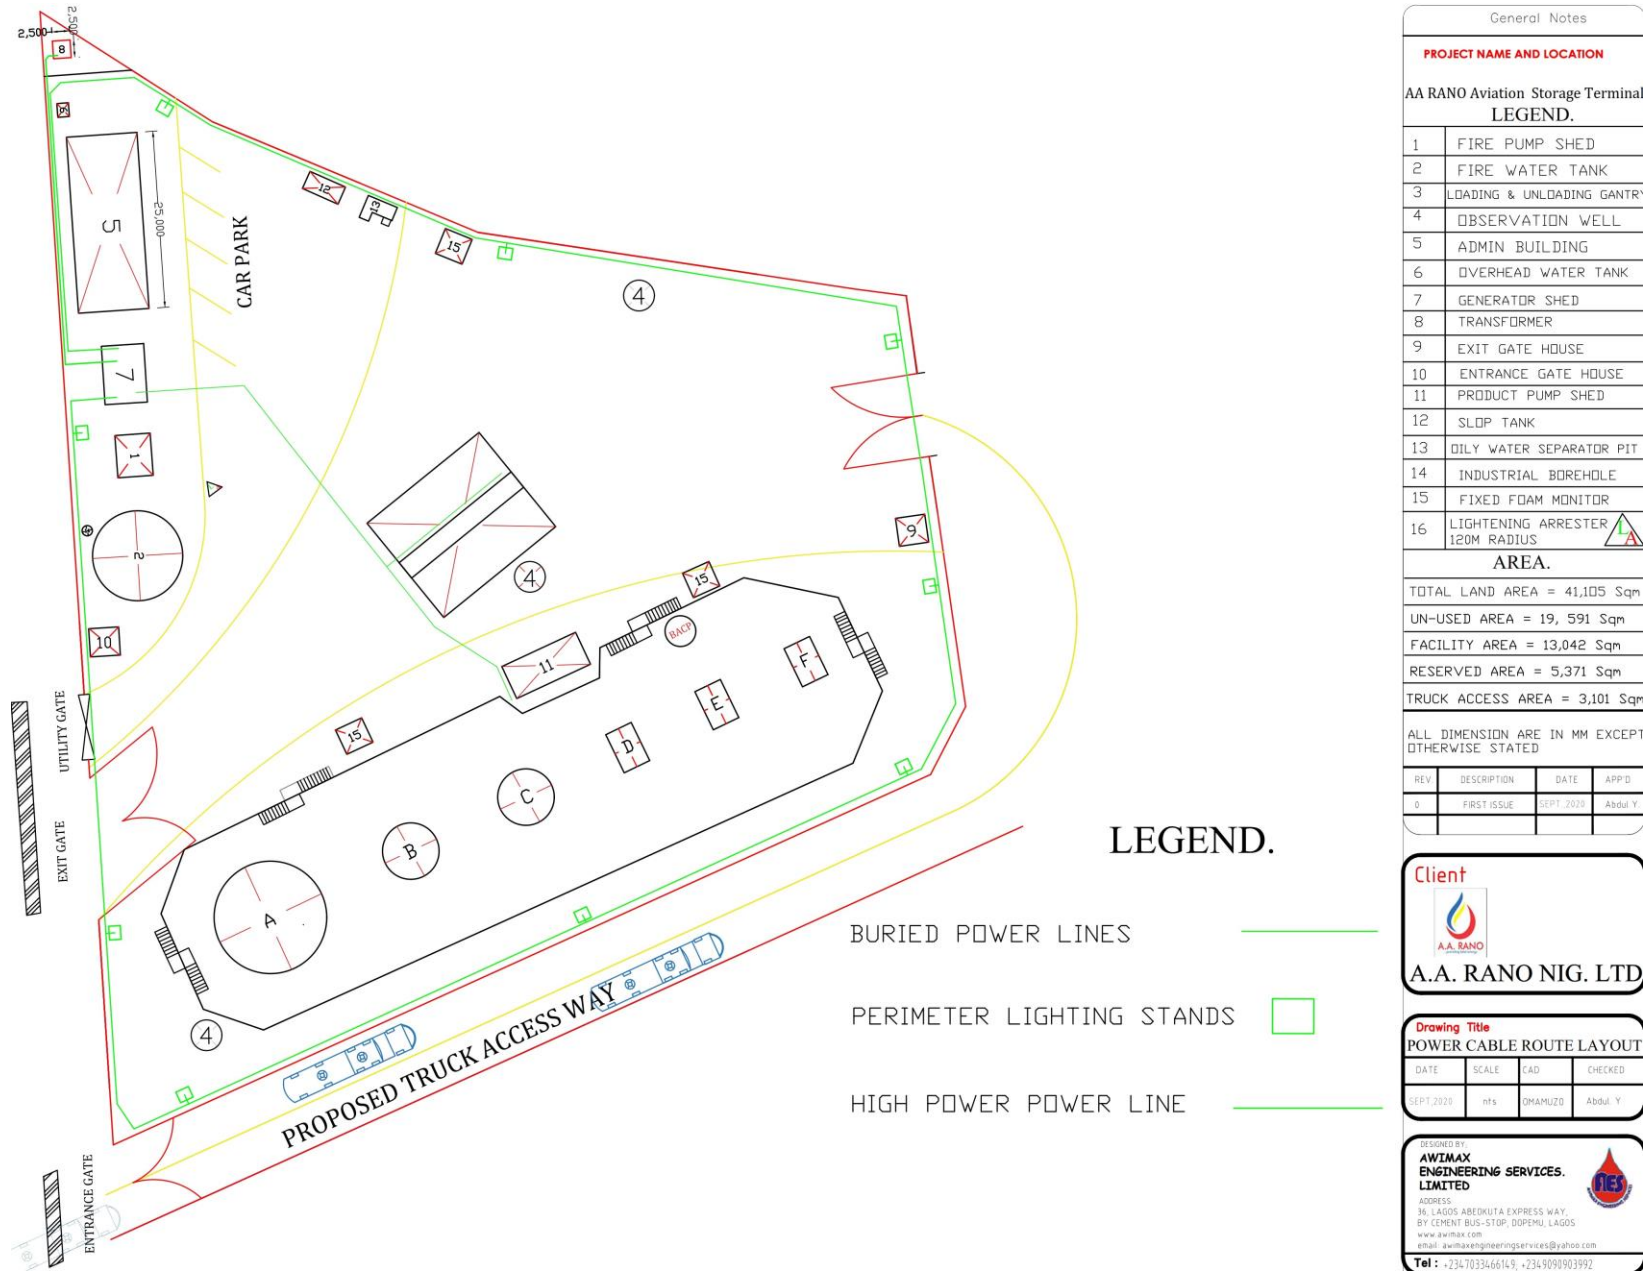 2,500
2,500
8
5
25,000
CAR PARK
12
13
15
4
7
1
2
10
9
4
15
BACP
11
15
A
B
C
D
E
F
4
UTILITY GATE
EXIT GATE
ENTRANCE GATE
PROPOSED TRUCK ACCESS WAY
LEGEND.
BURIED POWER LINES
PERIMETER LIGHTING STANDS
HIGH POWER POWER LINE
General Notes
PROJECT NAME AND LOCATION
AA RANO Aviation Storage Terminal
LEGEND.
1 FIRE PUMP SHED
2 FIRE WATER TANK
3 LOADING & UNLOADING GANTRY
4 OBSERVATION WELL
5 ADMIN BUILDING
6 OVERHEAD WATER TANK
7 GENERATOR SHED
8 TRANSFORMER
9 EXIT GATE HOUSE
10 ENTRANCE GATE HOUSE
11 PRODUCT PUMP SHED
12 SLOP TANK
13 OILY WATER SEPARATOR PIT
14 INDUSTRIAL BOREHOLE
15 FIXED FOAM MONITOR
16 LIGHTENING ARRESTER
120M RADIUS
L A
AREA.
TOTAL LAND AREA = 41,105 Sqm
UN-USED AREA = 19, 591 Sqm
FACILITY AREA = 13,042 Sqm
RESERVED AREA = 5,371 Sqm
TRUCK ACCESS AREA = 3,101 Sqm
ALL DIMENSION ARE IN MM EXCEPT
OTHERWISE STATED
REV DESCRIPTION DATE APP'D
0 FIRST ISSUE SEPT.2020 Abdul Y
Client
A.A. RANO
A.A. RANO NIG. LTD
Drawing Title
POWER CABLE ROUTE LAYOUT
DATE SCALE CAD CHECKED
SEPT,2020 nts OMAMUZO Abdul. Y
DESIGNED BY,
AWIMAX
ENGINEERING SERVICES.
LIMITED
AES
ADDRESS
36, LAGOS ABEOKUTA EXPRESS WAY,
BY CEMENT BUS-STOP, DOPEMU, LAGOS
www.awimax.com
email: awimaxengineeringservices@yahoo.com
Tel : +2347033466149, +2349090903992